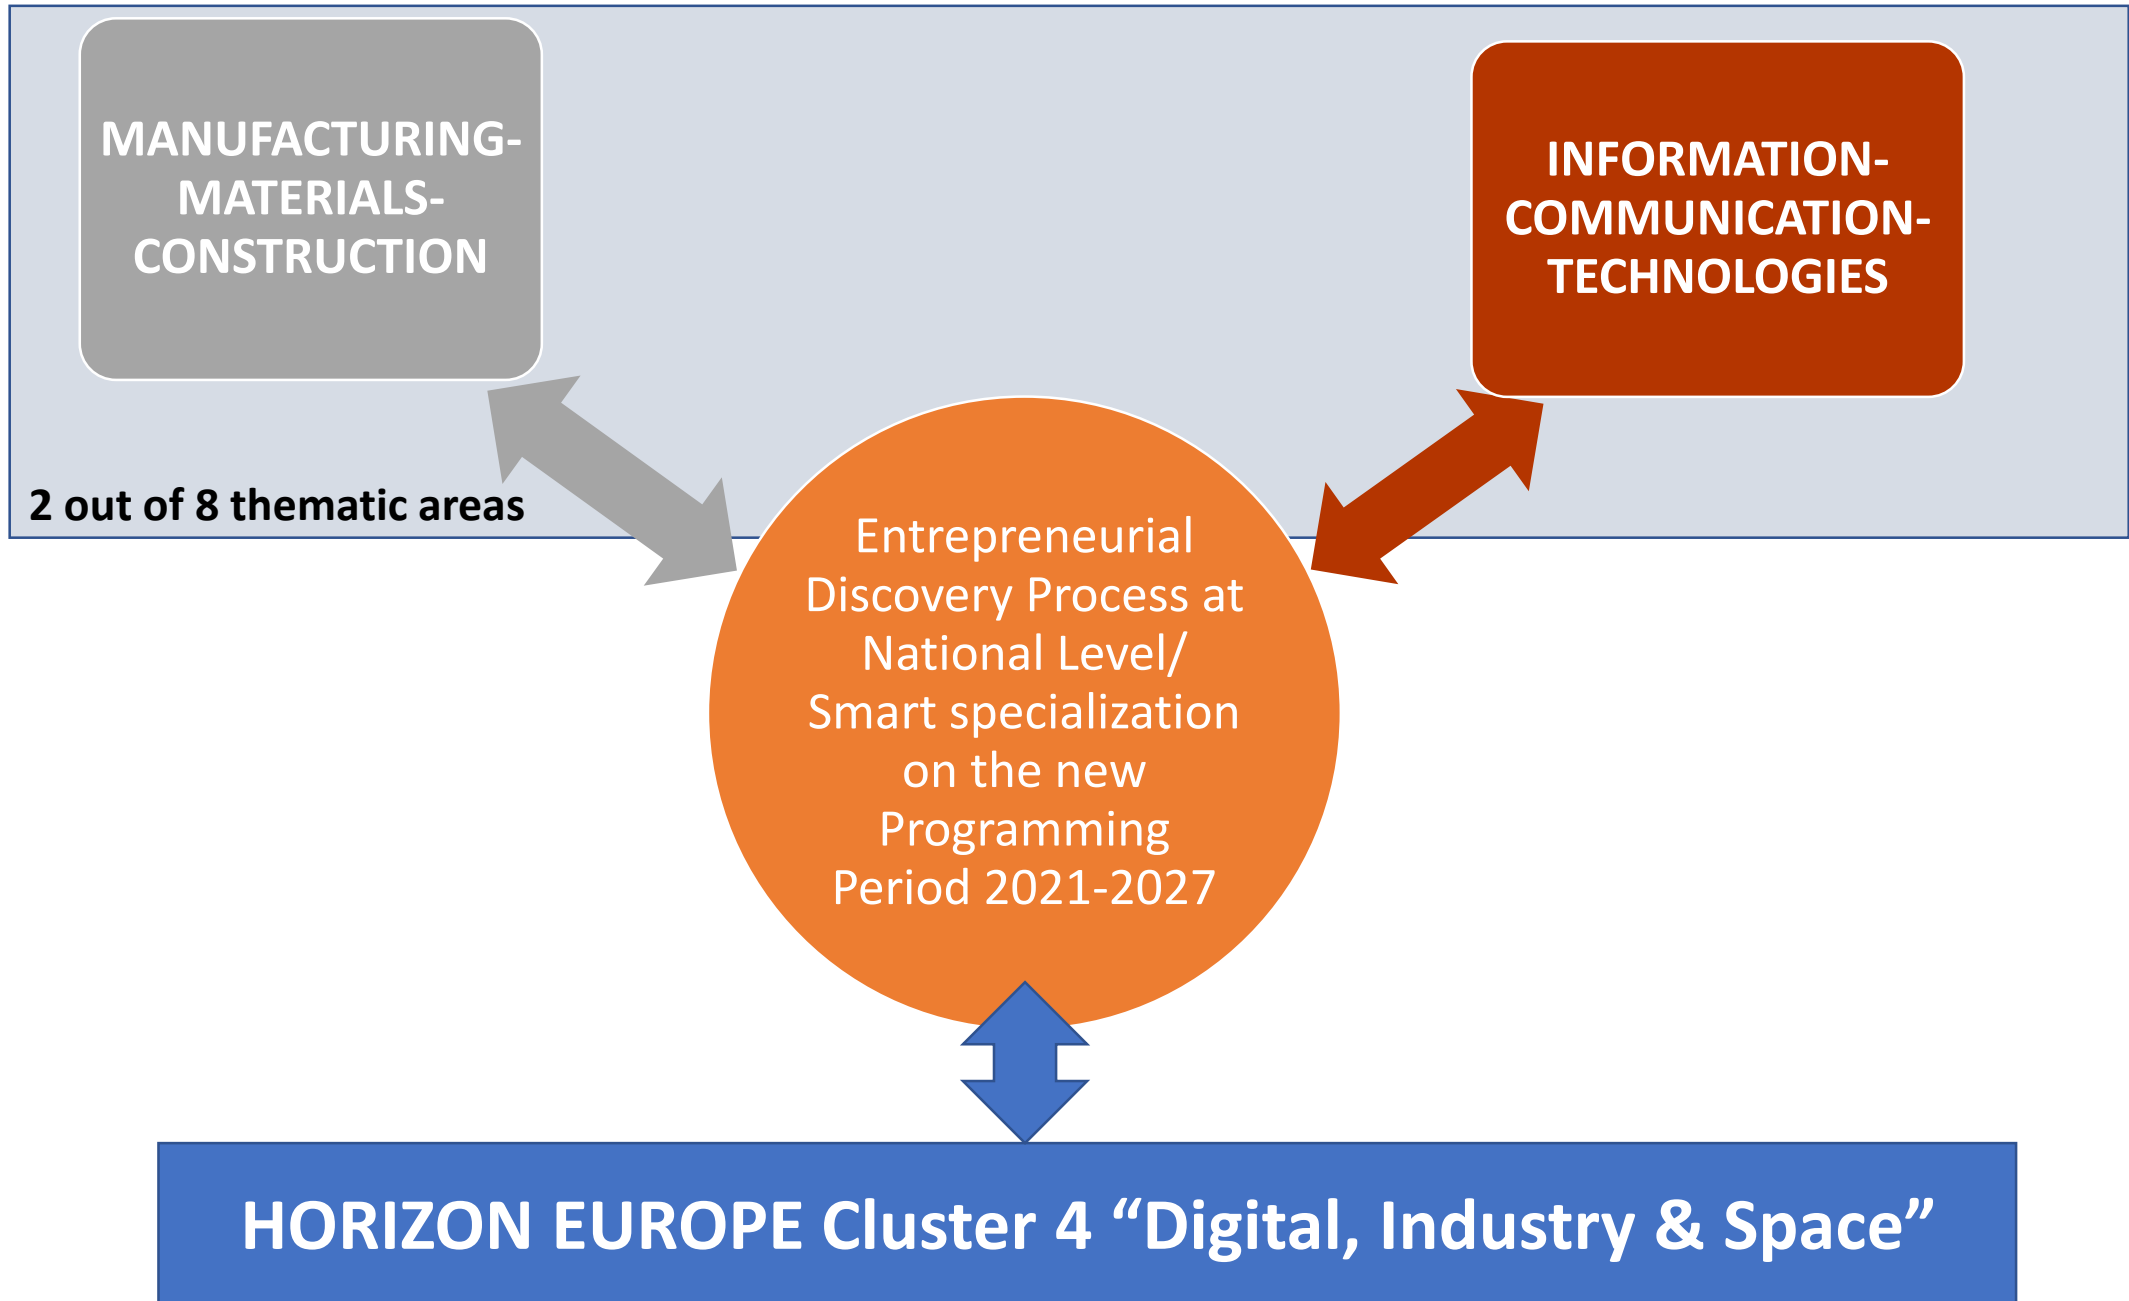 MANUFACTURING-
MATERIALS-
CONSTRUCTION
INFORMATION-
COMMUNICATION-
TECHNOLOGIES
2 out of 8 thematic areas
Entrepreneurial
Discovery Process at
National Level/
Smart specialization
on the new
Programming
Period 2021-2027
HORIZON EUROPE Cluster 4 “Digital, Industry & Space”